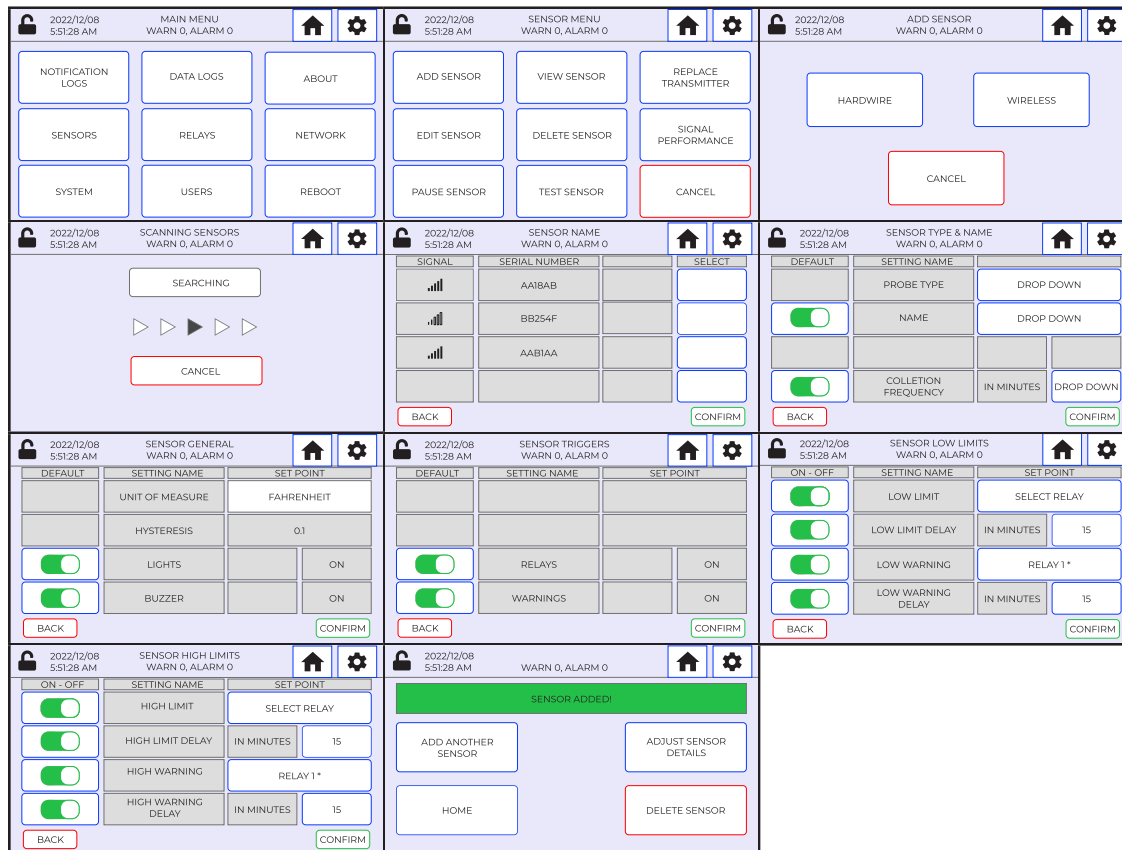 2022/12/08
5:51:28 AM
MAIN MENU
WARN 0, ALARM 0
NOTIFICATION
LOGS
DATA LOGS
ABOUT
SENSORS
RELAYS
NETWORK
SYSTEM
USERS
REBOOT
2022/12/08
5:51:28 AM
SENSOR MENU
WARN 0, ALARM 0
ADD SENSOR
VIEW SENSOR
REPLACE
TRANSMITTER
EDIT SENSOR
DELETE SENSOR
SIGNAL
PERFORMANCE
PAUSE SENSOR
TEST SENSOR
CANCEL
2022/12/08
5:51:28 AM
ADD SENSOR
WARN 0, ALARM 0
HARDWIRE
WIRELESS
CANCEL
2022/12/08
5:51:28 AM
SCANNING SENSORS
WARN 0, ALARM 0
SEARCHING
CANCEL
2022/12/08
5:51:28 AM
SENSOR NAME
WARN 0, ALARM 0
SIGNAL
SERIAL NUMBER
SELECT
AA18AB
BB254F
AAB1AA
BACK
CONFIRM
2022/12/08
5:51:28 AM
SENSOR TYPE & NAME
WARN 0, ALARM 0
DEFAULT
SETTING NAME
PROBE TYPE
DROP DOWN
NAME
DROP DOWN
COLLETION
FREQUENCY
IN MINUTES
DROP DOWN
BACK
CONFIRM
2022/12/08
5:51:28 AM
SENSOR GENERAL
WARN 0, ALARM 0
DEFAULT
SETTING NAME
SET POINT
UNIT OF MEASURE
FAHRENHEIT
HYSTERESIS
0.1
LIGHTS
ON
BUZZER
ON
BACK
CONFIRM
2022/12/08
5:51:28 AM
SENSOR TRIGGERS
WARN 0, ALARM 0
DEFAULT
SETTING NAME
SET POINT
RELAYS
ON
WARNINGS
ON
BACK
CONFIRM
2022/12/08
5:51:28 AM
SENSOR LOW LIMITS
WARN 0, ALARM 0
ON - OFF
SETTING NAME
SET POINT
LOW LIMIT
SELECT RELAY
LOW LIMIT DELAY
IN MINUTES
15
LOW WARNING
RELAY 1 *
LOW WARNING
DELAY
IN MINUTES
15
BACK
CONFIRM
2022/12/08
5:51:28 AM
SENSOR HIGH LIMITS
WARN 0, ALARM 0
ON - OFF
SETTING NAME
SET POINT
HIGH LIMIT
SELECT RELAY
HIGH LIMIT DELAY
IN MINUTES
15
HIGH WARNING
RELAY 1 *
HIGH WARNING
DELAY
IN MINUTES
15
BACK
CONFIRM
2022/12/08
5:51:28 AM
WARN 0, ALARM 0
SENSOR ADDED!
ADD ANOTHER
SENSOR
ADJUST SENSOR
DETAILS
HOME
DELETE SENSOR